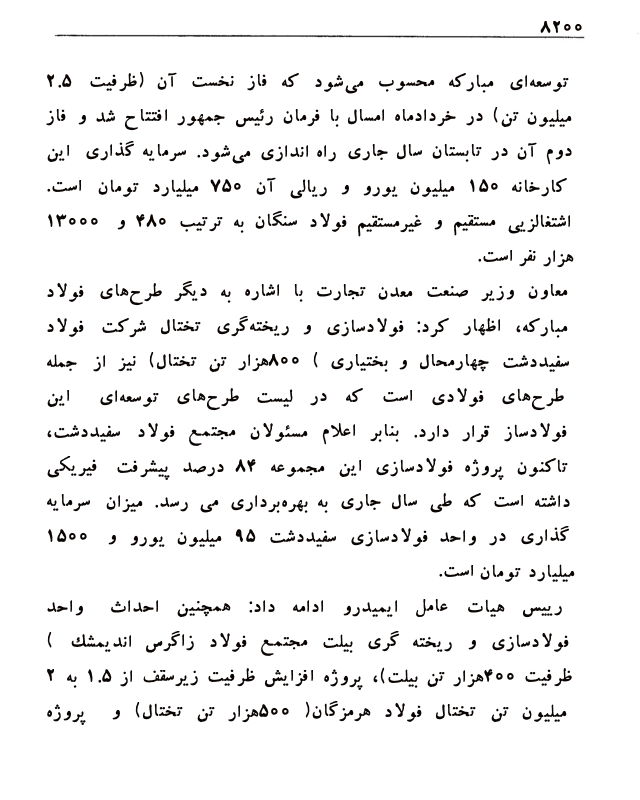 ۸۲۰۰
توسعه‌ای مبارکه محسوب می‌شود که فاز نخست آن (ظرفیت ۲.۵
میلیون تن) در خردادماه امسال با فرمان رئیس جمهور افتتاح شد و فاز
دوم آن در تابستان سال جاری راه اندازی می‌شود. سرمایه گذاری این
کارخانه ۱۵۰ میلیون یورو و ریالی آن ۷۵۰ میلیارد تومان است.
اشتغالزیی مستقیم و غیرمستقیم فولاد سنگان به ترتیب ۴۸۰ و ۱۳۰۰۰
هزار نفر است.
معاون وزیر صنعت معدن تجارت با اشاره به دیگر طرح‌های فولاد
مبارکه، اظهار کرد: فولادسازی و ریخته‌گری تختال شرکت فولاد
سفیددشت چهارمحال و بختیاری ) ۸۰۰هزار تن تختال) نیز از جمله
طرح‌های فولادی است که در لیست طرح‌های توسعه‌ای این
فولادساز قرار دارد. بنابر اعلام مسئولان مجتمع فولاد سفیددشت،
تاکنون پروژه فولادسازی این مجموعه ۸۴ درصد پیشرفت فیریکی
داشته است که طی سال جاری به بهره‌برداری می رسد. میزان سرمایه
گذاری در واحد فولادسازی سفیددشت ۹۵ میلیون یورو و ۱۵۰۰
میلیارد تومان است.
رییس هیات عامل ایمیدرو ادامه داد: همچنین احداث واحد
فولادسازی و ریخته گری بیلت مجتمع فولاد زاگرس اندیمشك )
ظرفیت ۴۰۰هزار تن بیلت)، پروژه افزایش ظرفیت زیرسقف از ۱.۵ به ۲
میلیون تن تختال فولاد هرمزگان( ۵۰۰هزار تن تختال) و پروژه